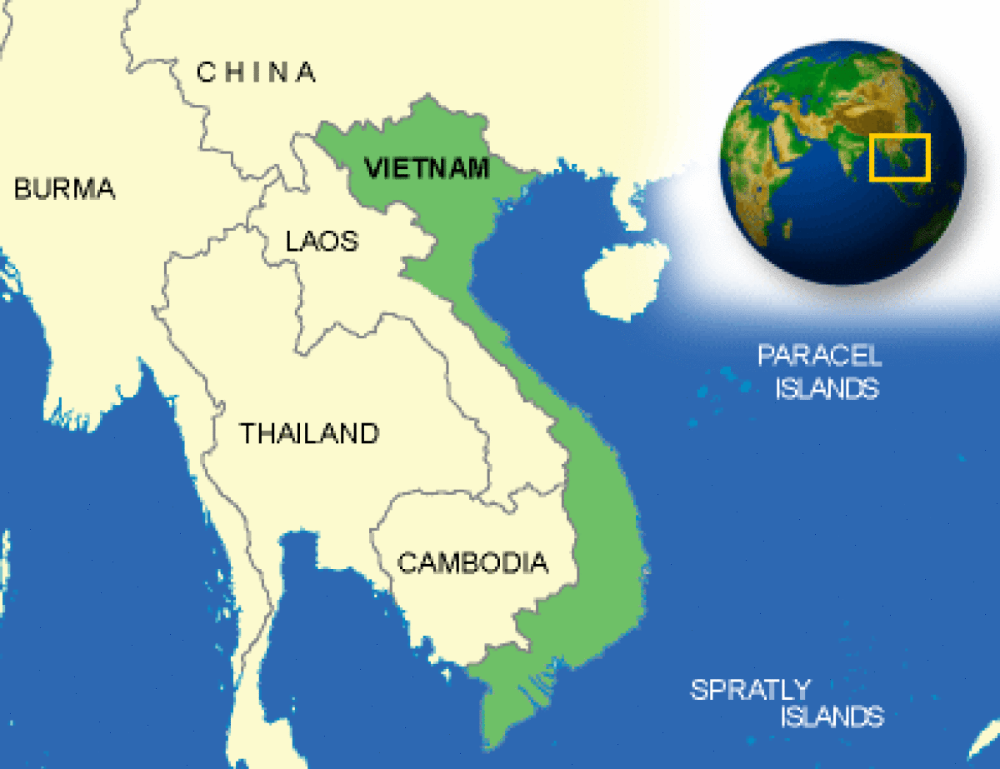 CHINA
VIETNAM
BURMA
LAOS
PARACEL
ISLANDS
THAILAND
CAMBODIA
SPRATLY
ISLANDS